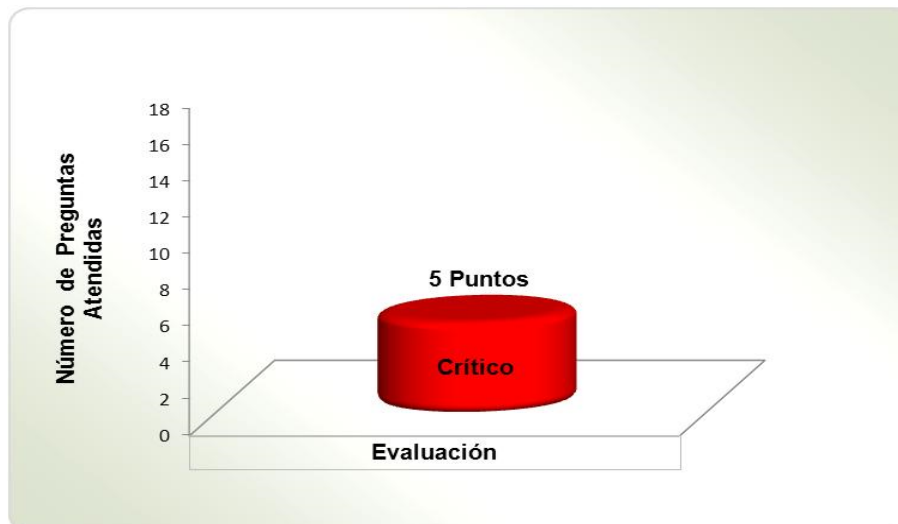 Número de Preguntas
Atendidas
18
16
14
12
10
8
6
4
2
0
5 Puntos
Crítico
Evaluación